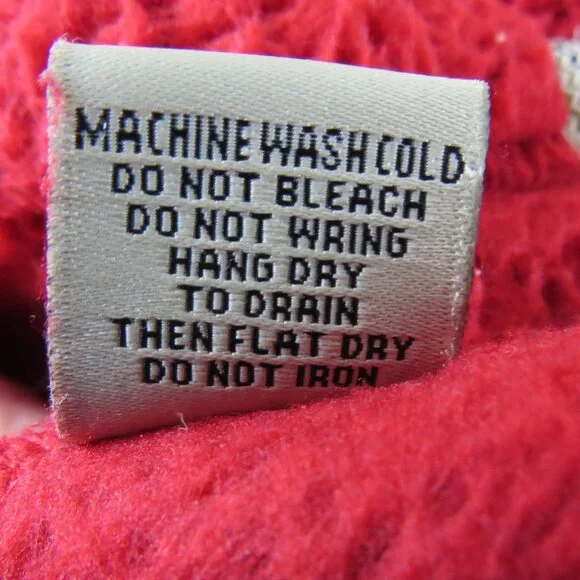 MACHINE WASH COLD
DO NOT BLEACH
DO NOT WRING
HANG DRY
TO DRAIN
THEN FLAT DRY
DO NOT IRON